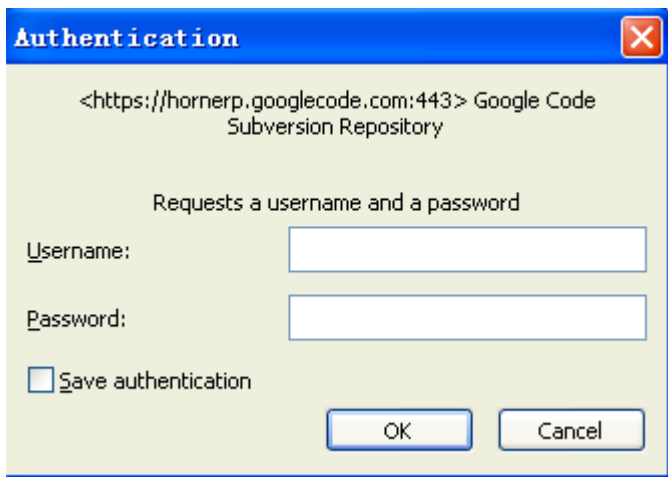 Authentication
<https://hornerp.googlecode.com:443> Google Code
Subversion Repository
Requests a username and a password
Username:
Password:
Save authentication
OK Cancel